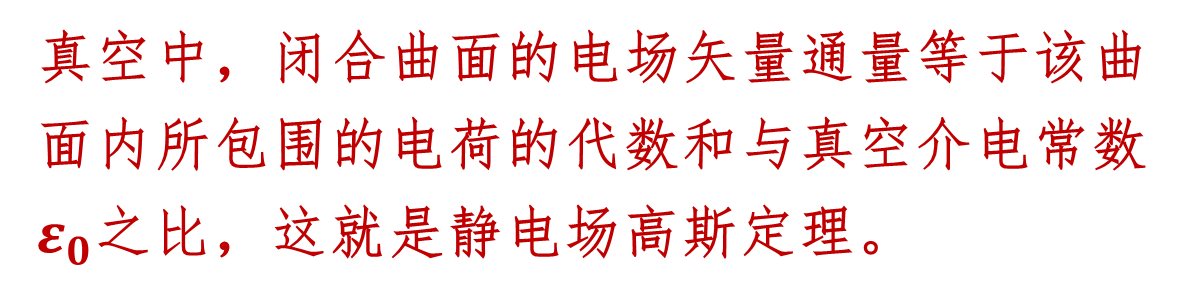 真空中，闭合曲面的电场矢量通量等于该曲
面内所包围的电荷的代数和与真空介电常数
ε₀之比，这就是静电场高斯定理。